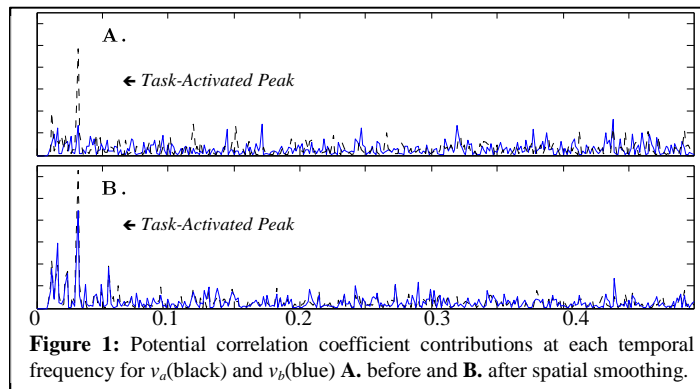 A.
← Task-Activated Peak
B.
← Task-Activated Peak
0 0.1 0.2 0.3 0.4
Figure 1: Potential correlation coefficient contributions at each temporal
frequency for va(black) and vb(blue) A. before and B. after spatial smoothing.